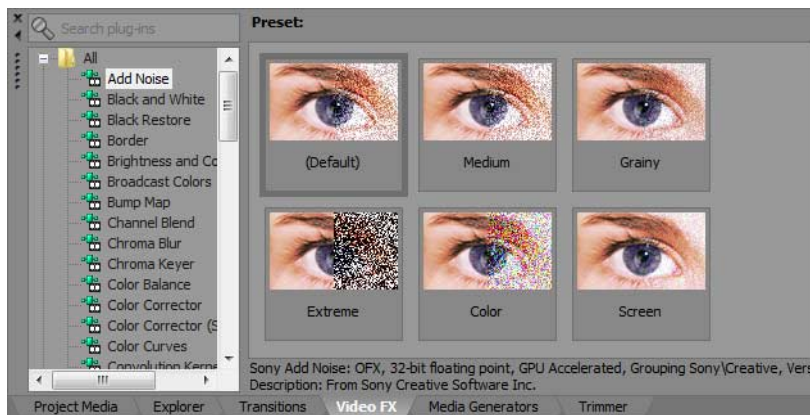 Search plug-ins
All
Add Noise
Black and White
Black Restore
Border
Brightness and Co
Broadcast Colors
Bump Map
Channel Blend
Chroma Blur
Chroma Keyer
Color Balance
Color Corrector
Color Corrector (S
Color Curves
Convolution Kerne
Preset:
(Default)
Medium
Grainy
Extreme
Color
Screen
Sony Add Noise: OFX, 32-bit floating point, GPU Accelerated, Grouping Sony\Creative, Vers
Description: From Sony Creative Software Inc.
Project Media
Explorer
Transitions
Video FX
Media Generators
Trimmer